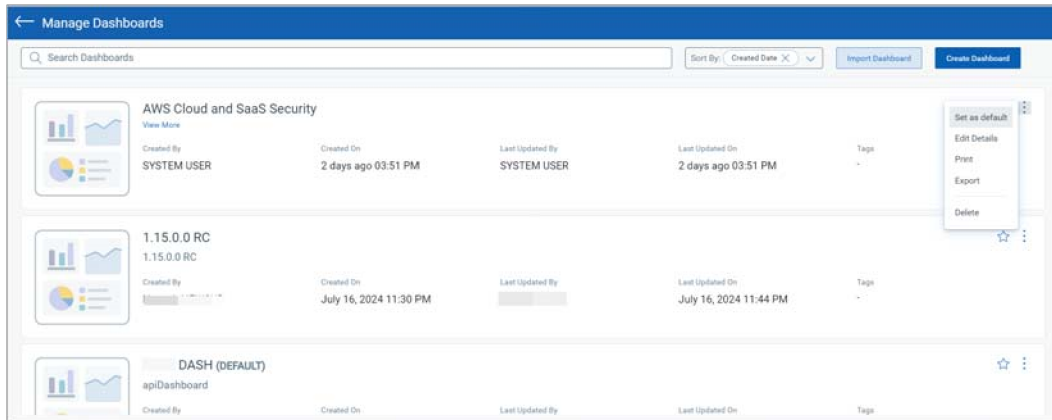 Manage Dashboards
Search Dashboards
Sort By: Created Date
Import Dashboard
Create Dashboard
AWS Cloud and SaaS Security
View More
Created By Created On Last Updated By Last Updated On Tags
SYSTEM USER 2 days ago 03:51 PM SYSTEM USER 2 days ago 03:51 PM -
Set as default
Edit Details
Print
Export
Delete
1.15.0.0 RC
1.15.0.0 RC
Created By Created On Last Updated By Last Updated On Tags
July 16, 2024 11:30 PM July 16, 2024 11:44 PM -
DASH (DEFAULT)
apiDashboard
Created By Created On Last Updated By Last Updated On Tags